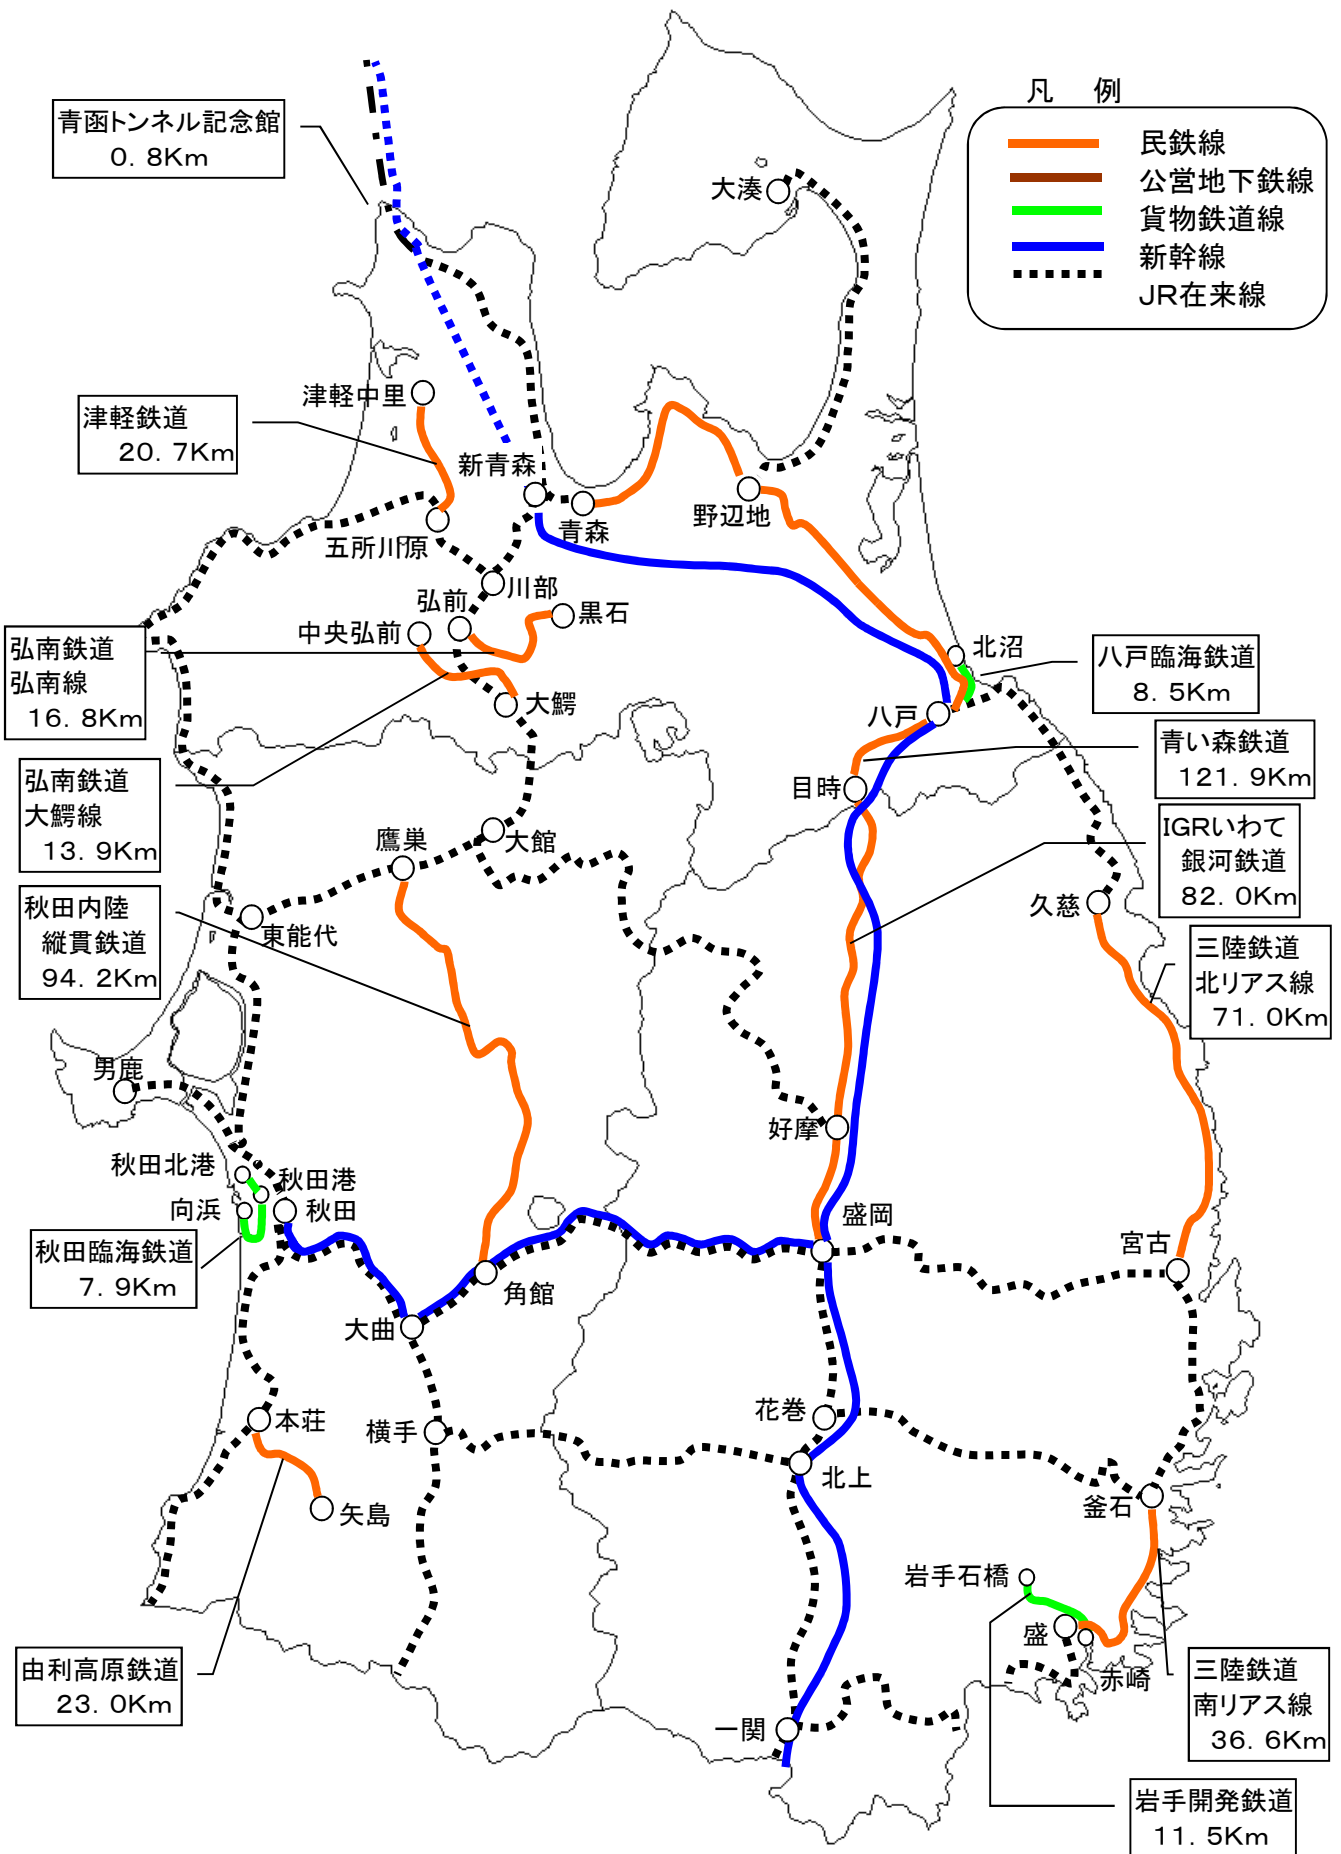 凡 例
民鉄線
公営地下鉄線
貨物鉄道線
新幹線
JR在来線
青函トンネル記念館
0.8Km
大湊
津軽中里
津軽鉄道
20.7Km
新青森
青森
野辺地
五所川原
川部
弘前
黒石
中央弘前
弘南鉄道
弘南線
16.8Km
北沼
八戸臨海鉄道
8.5Km
大鰐
八戸
青い森鉄道
121.9Km
弘南鉄道
大鰐線
13.9Km
目時
IGRいわて
銀河鉄道
82.0Km
鷹巣
大館
秋田内陸
縦貫鉄道
94.2Km
東能代
久慈
三陸鉄道
北リアス線
71.0Km
男鹿
好摩
秋田北港
秋田港
向浜
秋田
盛岡
宮古
秋田臨海鉄道
7.9Km
角館
大曲
本荘
横手
花巻
北上
矢島
釜石
岩手石橋
盛
赤崎
由利高原鉄道
23.0Km
三陸鉄道
南リアス線
36.6Km
一関
岩手開発鉄道
11.5Km